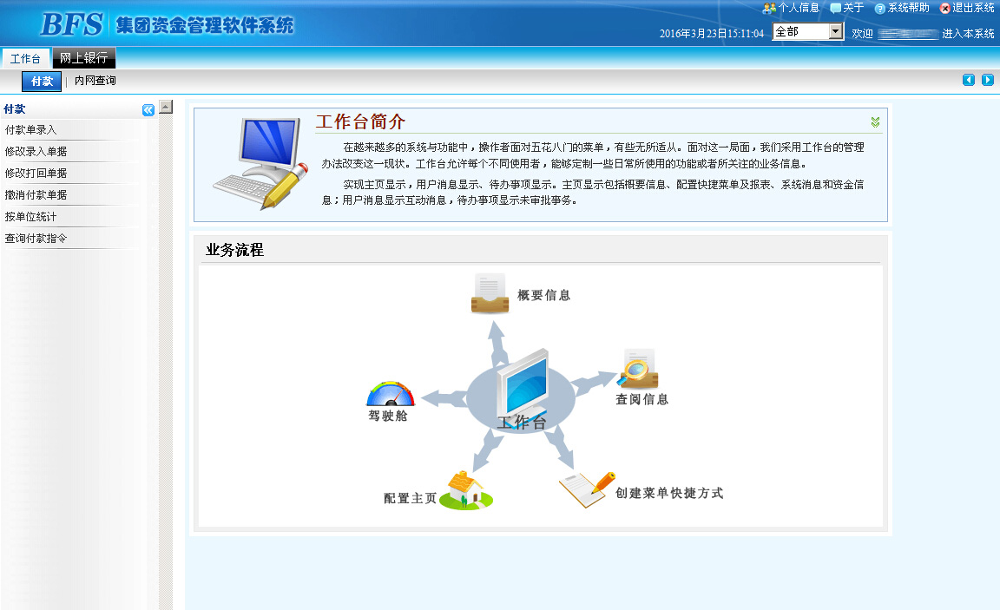 BFS 集团资金管理软件系统
个人信息 关于 系统帮助 退出系统
2016年3月23日15:11:04 全部 欢迎 进入本系统
工作台 网上银行
付款 | 内网查询
付款
付款单录入
修改录入单据
修改打回单据
撤消付款单据
按单位统计
查询付款指令
工作台简介
在越来越多的系统与功能中，操作者面对五花八门的菜单，有些无所适从。面对这一局面，我们采用工作台的管理
办法改变这一现状。工作台允许每个不同使用者，能够定制一些日常所使用的功能或者所关注的业务信息。
实现主页显示，用户消息显示、待办事项显示。主页显示包括概要信息、配置快捷菜单及报表、系统消息和资金信
息；用户消息显示互动消息，待办事项显示未审批事务。
业务流程
概要信息
查阅信息
驾驶舱
工作台
配置主页
创建菜单快捷方式